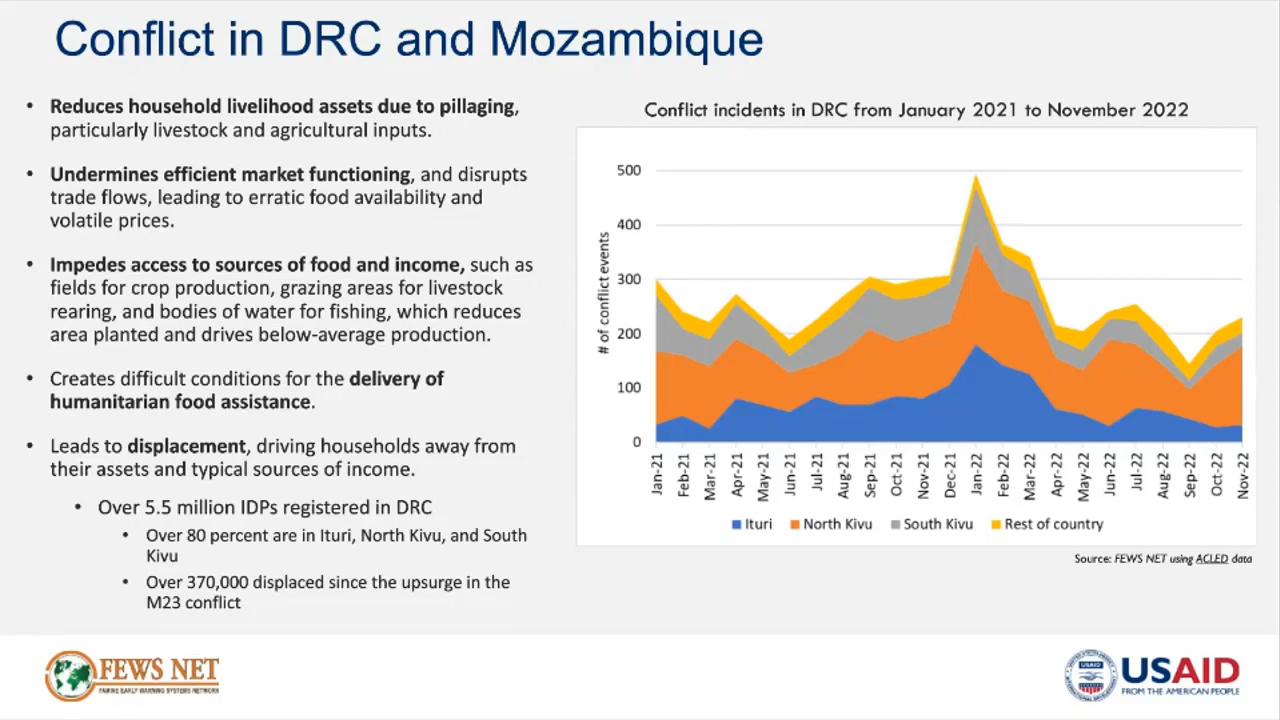 Conflict in DRC and Mozambique
• Reduces household livelihood assets due to pillaging,
particularly livestock and agricultural inputs.
• Undermines efficient market functioning, and disrupts
trade flows, leading to erratic food availability and
volatile prices.
• Impedes access to sources of food and income, such as
fields for crop production, grazing areas for livestock
rearing, and bodies of water for fishing, which reduces
area planted and drives below-average production.
• Creates difficult conditions for the delivery of
humanitarian food assistance.
• Leads to displacement, driving households away from
their assets and typical sources of income.
• Over 5.5 million IDPs registered in DRC
• Over 80 percent are in Ituri, North Kivu, and South
Kivu
• Over 370,000 displaced since the upsurge in the
M23 conflict
Conflict incidents in DRC from January 2021 to November 2022
# of conflict events
500
400
300
200
100
0
Jan-21
Feb-21
Mar-21
Apr-21
May-21
Jun-21
Jul-21
Aug-21
Sep-21
Oct-21
Nov-21
Dec-21
Jan-22
Feb-22
Mar-22
Apr-22
May-22
Jun-22
Jul-22
Aug-22
Sep-22
Oct-22
Nov-22
Ituri North Kivu South Kivu Rest of country
Source: FEWS NET using ACLED data
FEWS NET
FAMINE EARLY WARNING SYSTEMS NETWORK
USAID
USAID
FROM THE AMERICAN PEOPLE